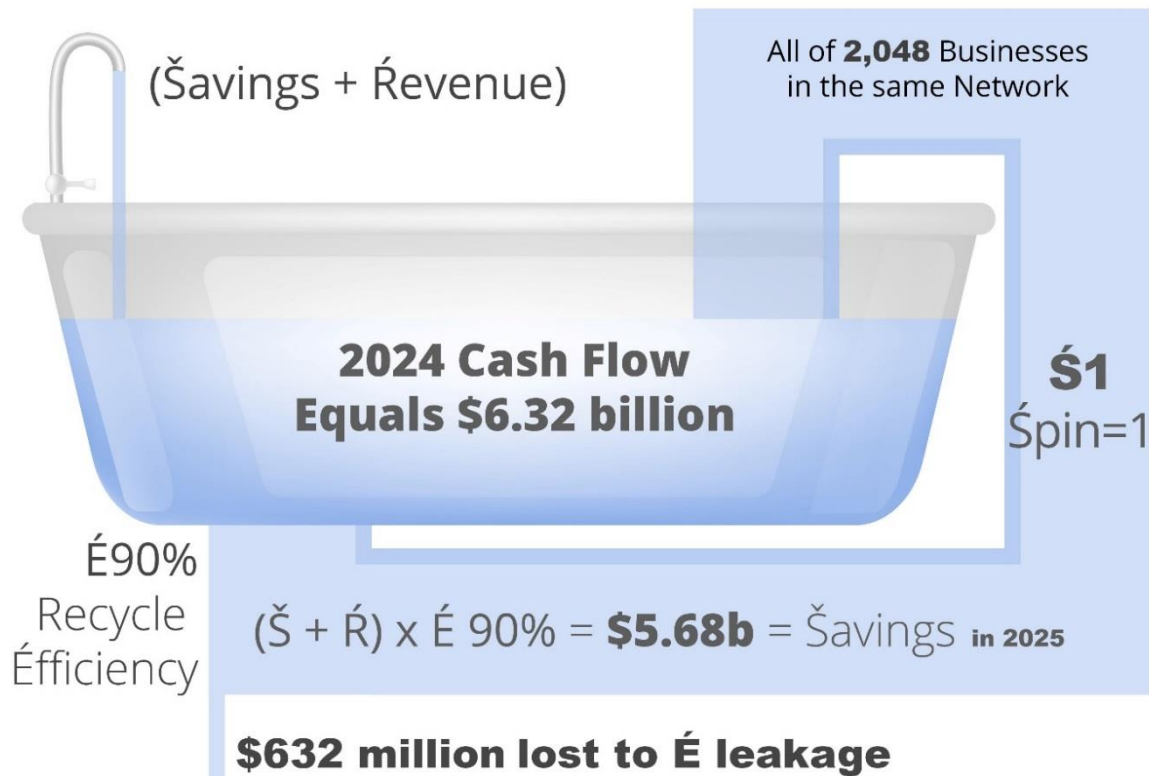 (Šavings + Ŕevenue)
All of 2,048 Businesses
in the same Network
2024 Cash Flow
Equals $6.32 billion
Ś1
Śpin=1
É90%
Recycle
Éfficiency
(Š + Ŕ) x É 90% = $5.68b = Šavings in 2025
$632 million lost to É leakage